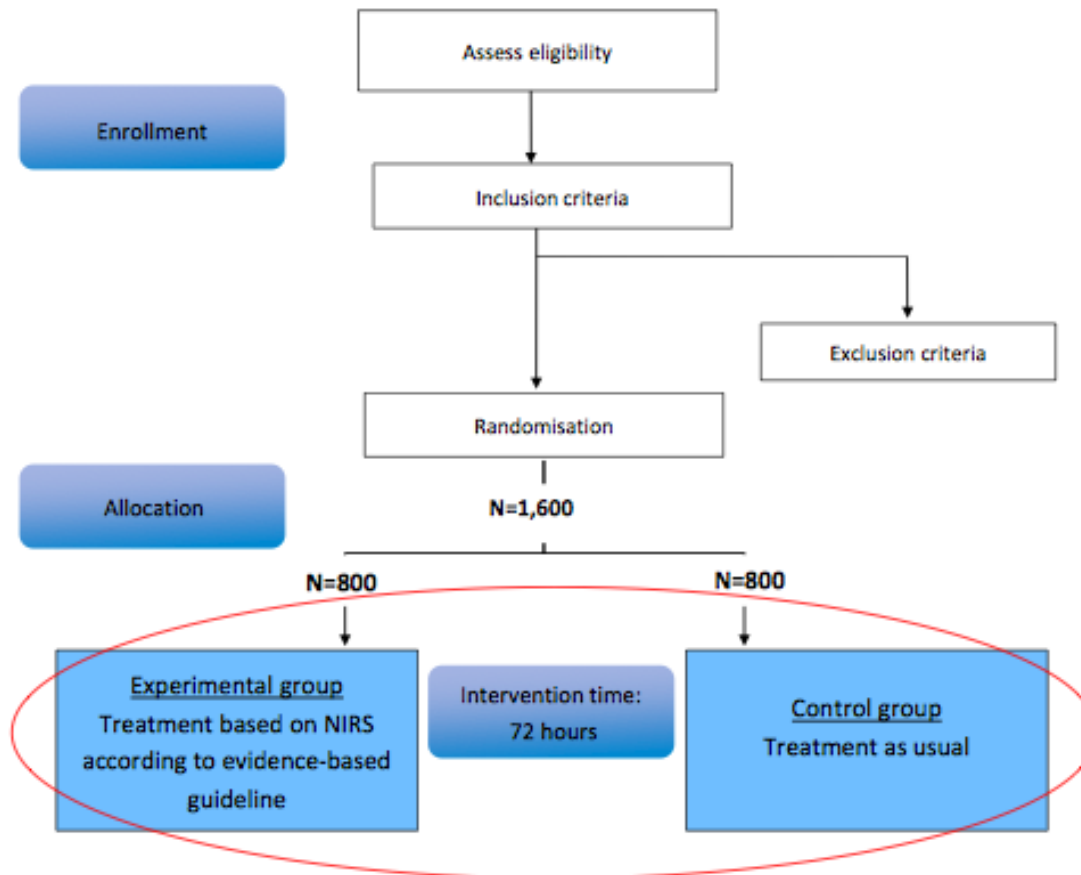 Assess eligibility
Enrollment
Inclusion criteria
Exclusion criteria
Randomisation
Allocation
N=1,600
N=800
N=800
Experimental group
Treatment based on NIRS
according to evidence-based
guideline
Intervention time:
72 hours
Control group
Treatment as usual